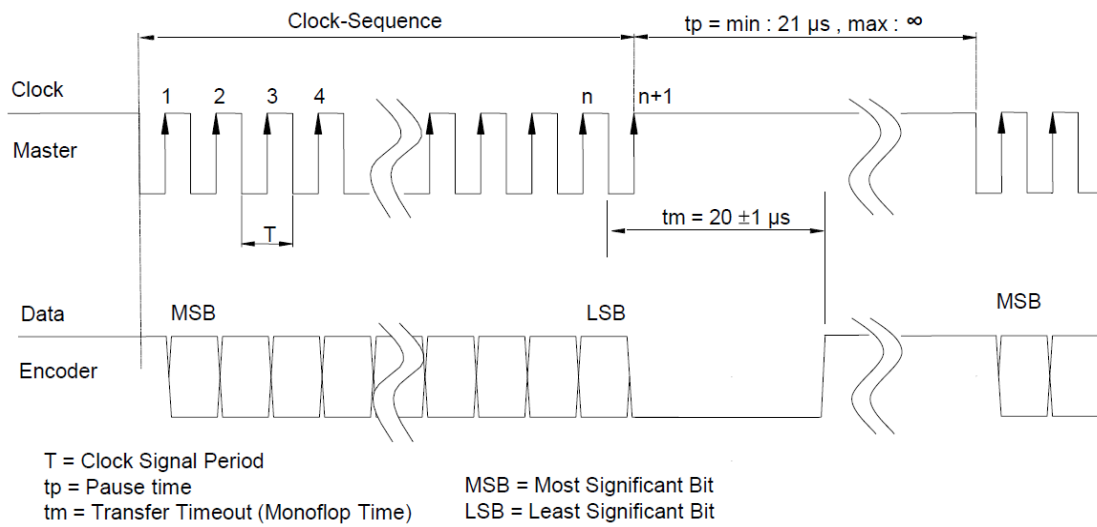 Clock-Sequence
tp = min : 21 µs , max : ∞
Clock
1 2 3 4 n n+1
Master
tm = 20 ±1 µs
T
Data
MSB LSB MSB
Encoder
T = Clock Signal Period
tp = Pause time
tm = Transfer Timeout (Monoflop Time)
MSB = Most Significant Bit
LSB = Least Significant Bit